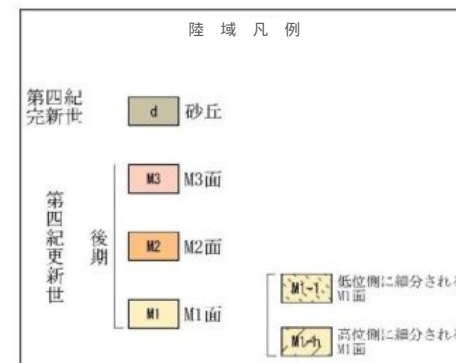 陸域凡例
第四紀
完新世
d 砂丘
M3 M3面
第四紀更新世
後期
M2 M2面
M1 M1面
M1-l 低位側に細分される
M1面
M1-h 高位側に細分される
M1面